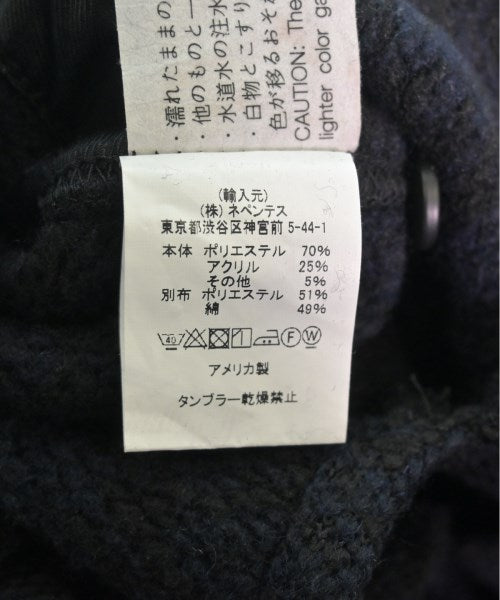 ・濡れたままの
・他のものと一
・水道水の注水
・白物とこすり
色が移るおそれ
CAUTION: The
lighter color ga
(輸入元)
(株) ネペンテス
東京都渋谷区神宮前 5-44-1
本体 ポリエステル 70%
アクリル 25%
その他 5%
別布 ポリエステル 51%
綿 49%
40 F W
アメリカ製
タンブラー乾燥禁止